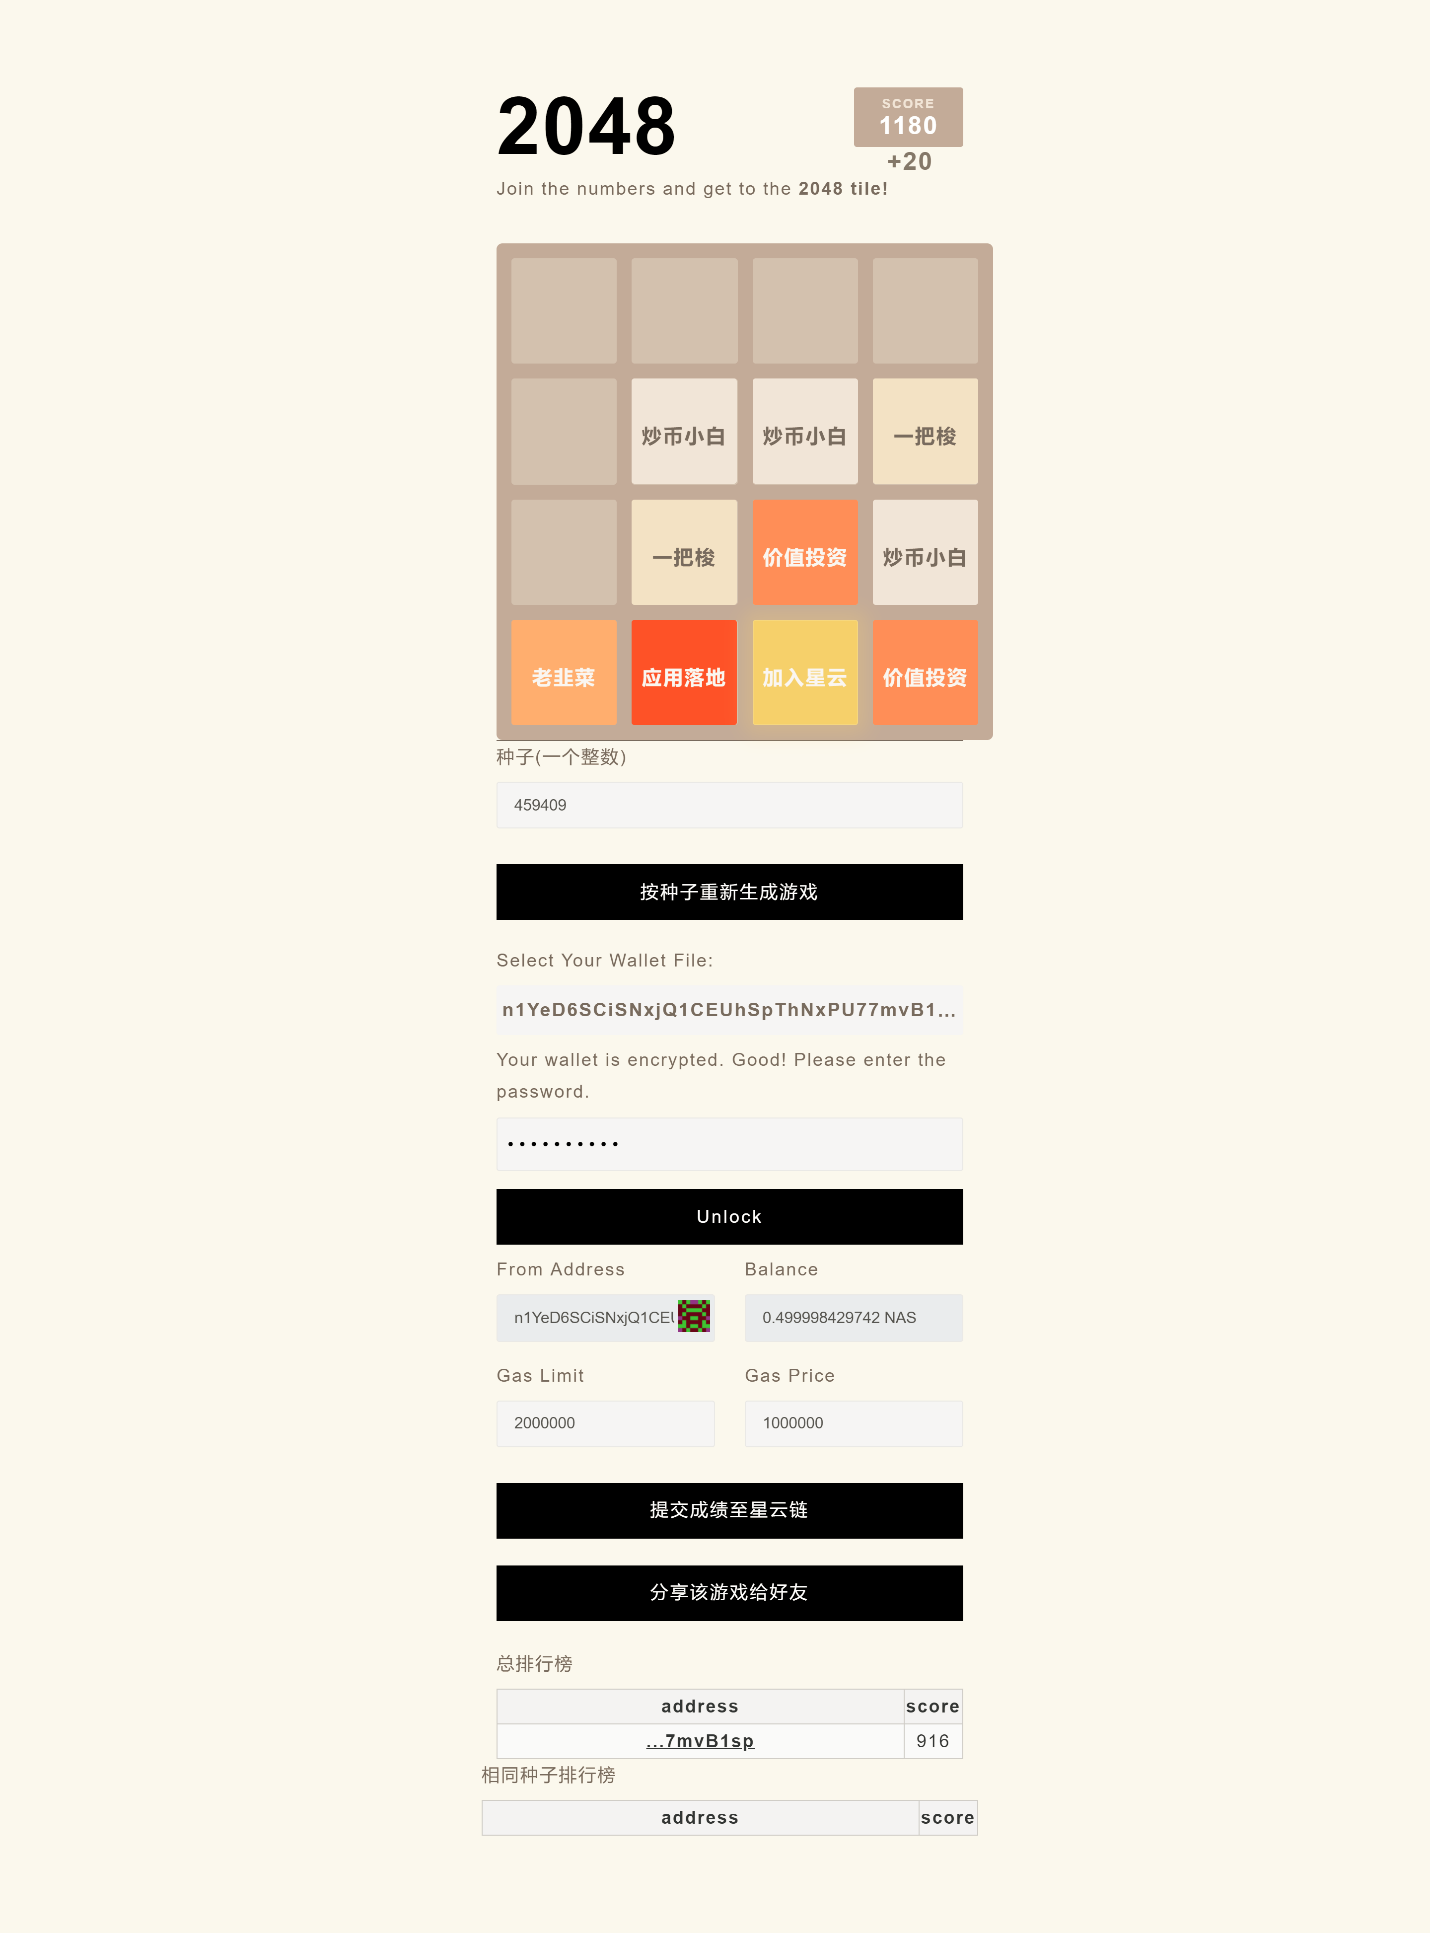 2048
SCORE
1180
+20
Join the numbers and get to the 2048 tile!
炒币小白 炒币小白 一把梭
一把梭 价值投资 炒币小白
老韭菜 应用落地 加入星云 价值投资
种子(一个整数)
459409
按种子重新生成游戏
Select Your Wallet File:
n1YeD6SCiSNxjQ1CEUhSpThNxPU77mvB1...
Your wallet is encrypted. Good! Please enter the
password.
••••••••••
Unlock
From Address Balance
n1YeD6SCiSNxjQ1CEU 0.499998429742 NAS
Gas Limit Gas Price
2000000 1000000
提交成绩至星云链
分享该游戏给好友
总排行榜
address score
...7mvB1sp 916
相同种子排行榜
address score